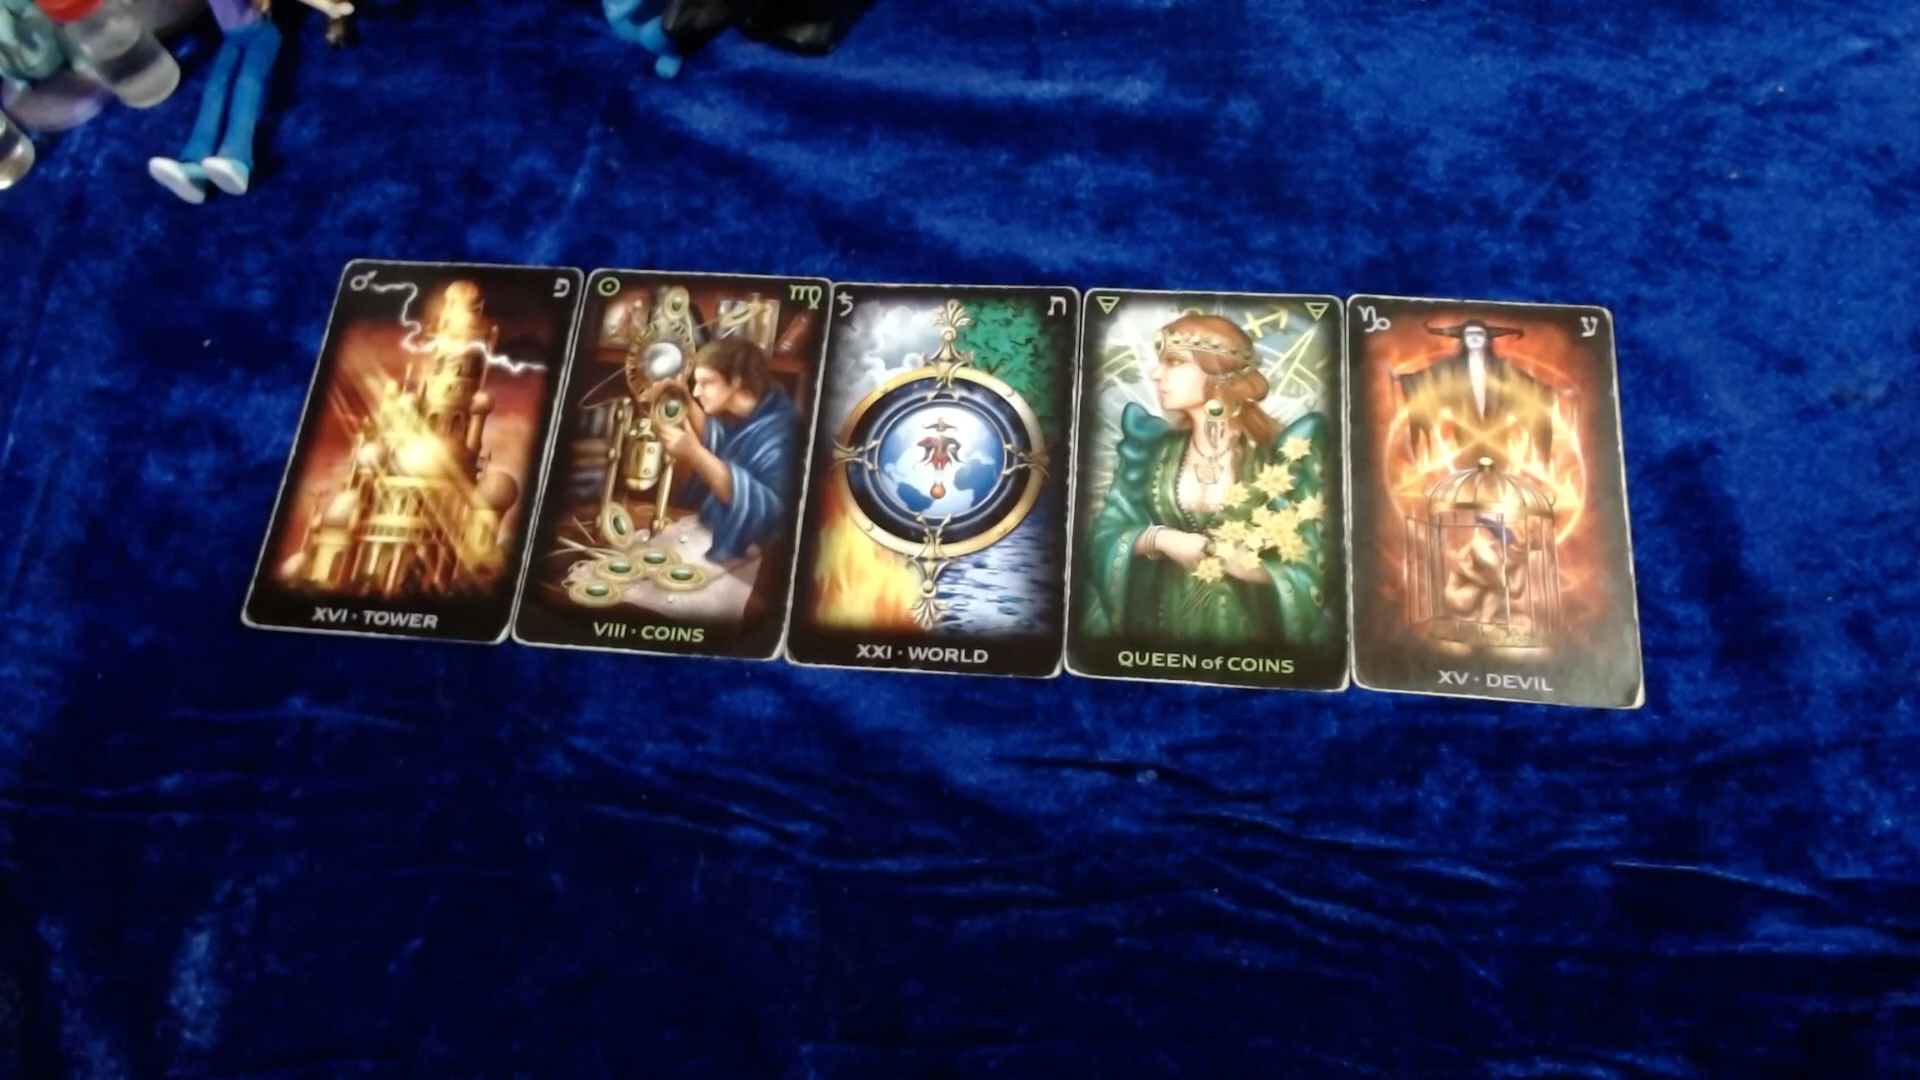 פ
XVI · TOWER
VIII · COINS
ת
XXI · WORLD
QUEEN of COINS
ע
XV · DEVIL